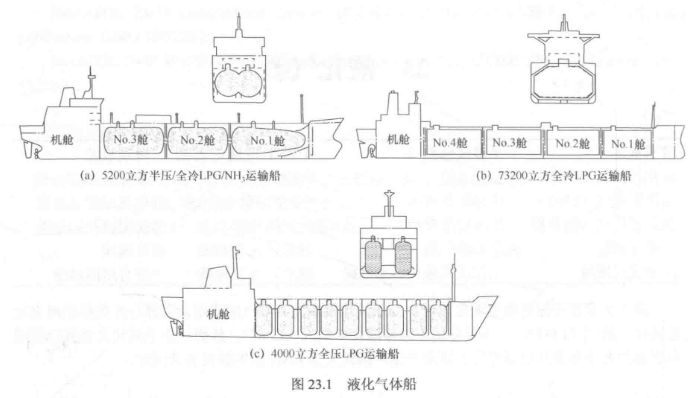 机舱 No.3舱 No.2舱 No.1舱
(a) 5200立方半压/全冷LPG/NH3运输船
机舱 No.4舱 No.3舱 No.2舱 No.1舱
(b) 73200立方全冷LPG运输船
机舱
(c) 4000立方全压LPG运输船
图 23.1 液化气体船